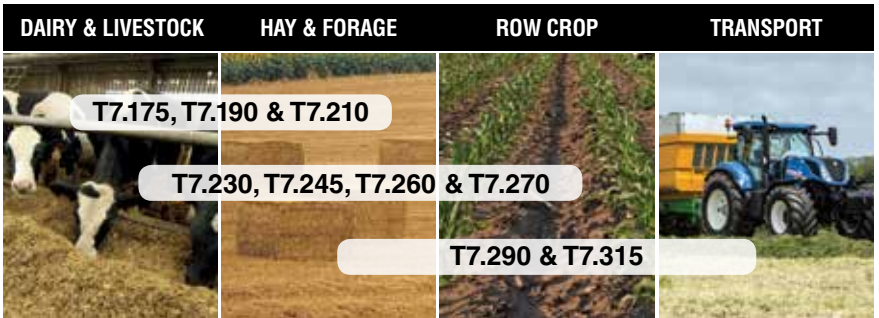 DAIRY & LIVESTOCK HAY & FORAGE ROW CROP TRANSPORT
T7.175, T7.190 & T7.210
T7.230, T7.245, T7.260 & T7.270
T7.290 & T7.315